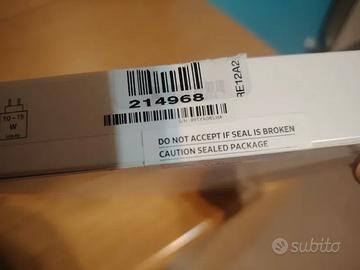 214968
RE12A2
10 - 15
W
DO NOT ACCEPT IF SEAL IS BROKEN
CAUTION SEALED PACKAGE
subito